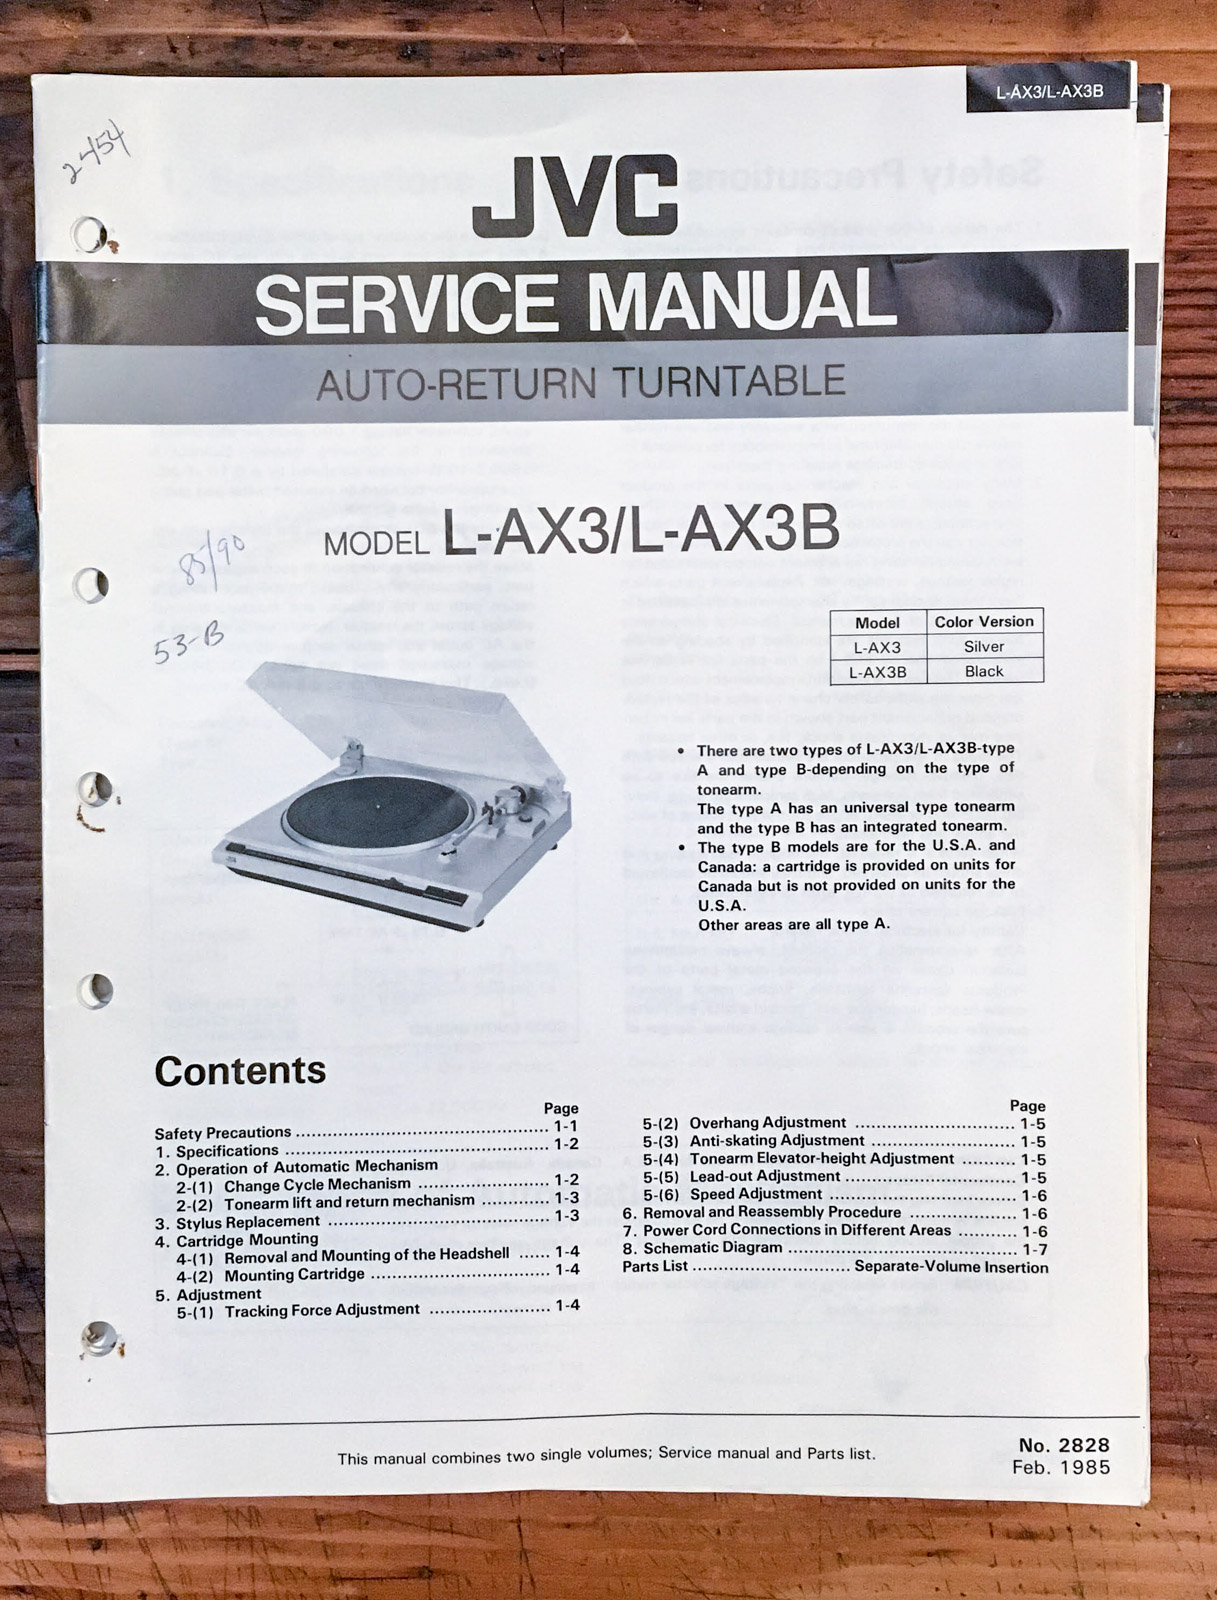 L-AX3/L-AX3B
2-454
JVC
SERVICE MANUAL
AUTO-RETURN TURNTABLE
MODEL L-AX3/L-AX3B
85/90
53-B
Model Color Version
L-AX3 Silver
L-AX3B Black
• There are two types of L-AX3/L-AX3B-type
A and type B-depending on the type of
tonearm.
The type A has an universal type tonearm
and the type B has an integrated tonearm.
• The type B models are for the U.S.A. and
Canada: a cartridge is provided on units for
Canada but is not provided on units for the
U.S.A.
Other areas are all type A.
Contents
Page
Safety Precautions ........ 1-1
1. Specifications ........ 1-2
2. Operation of Automatic Mechanism
2-(1) Change Cycle Mechanism ........ 1-2
2-(2) Tonearm lift and return mechanism ........ 1-3
3. Stylus Replacement ........ 1-3
4. Cartridge Mounting
4-(1) Removal and Mounting of the Headshell ...... 1-4
4-(2) Mounting Cartridge ........ 1-4
5. Adjustment
5-(1) Tracking Force Adjustment ........ 1-4
Page
5-(2) Overhang Adjustment ........ 1-5
5-(3) Anti-skating Adjustment ........ 1-5
5-(4) Tonearm Elevator-height Adjustment ........ 1-5
5-(5) Lead-out Adjustment ........ 1-5
5-(6) Speed Adjustment ........ 1-6
6. Removal and Reassembly Procedure ........ 1-6
7. Power Cord Connections in Different Areas ........ 1-6
8. Schematic Diagram ........ 1-7
Parts List ........ Separate-Volume Insertion
This manual combines two single volumes; Service manual and Parts list.
No. 2828
Feb. 1985